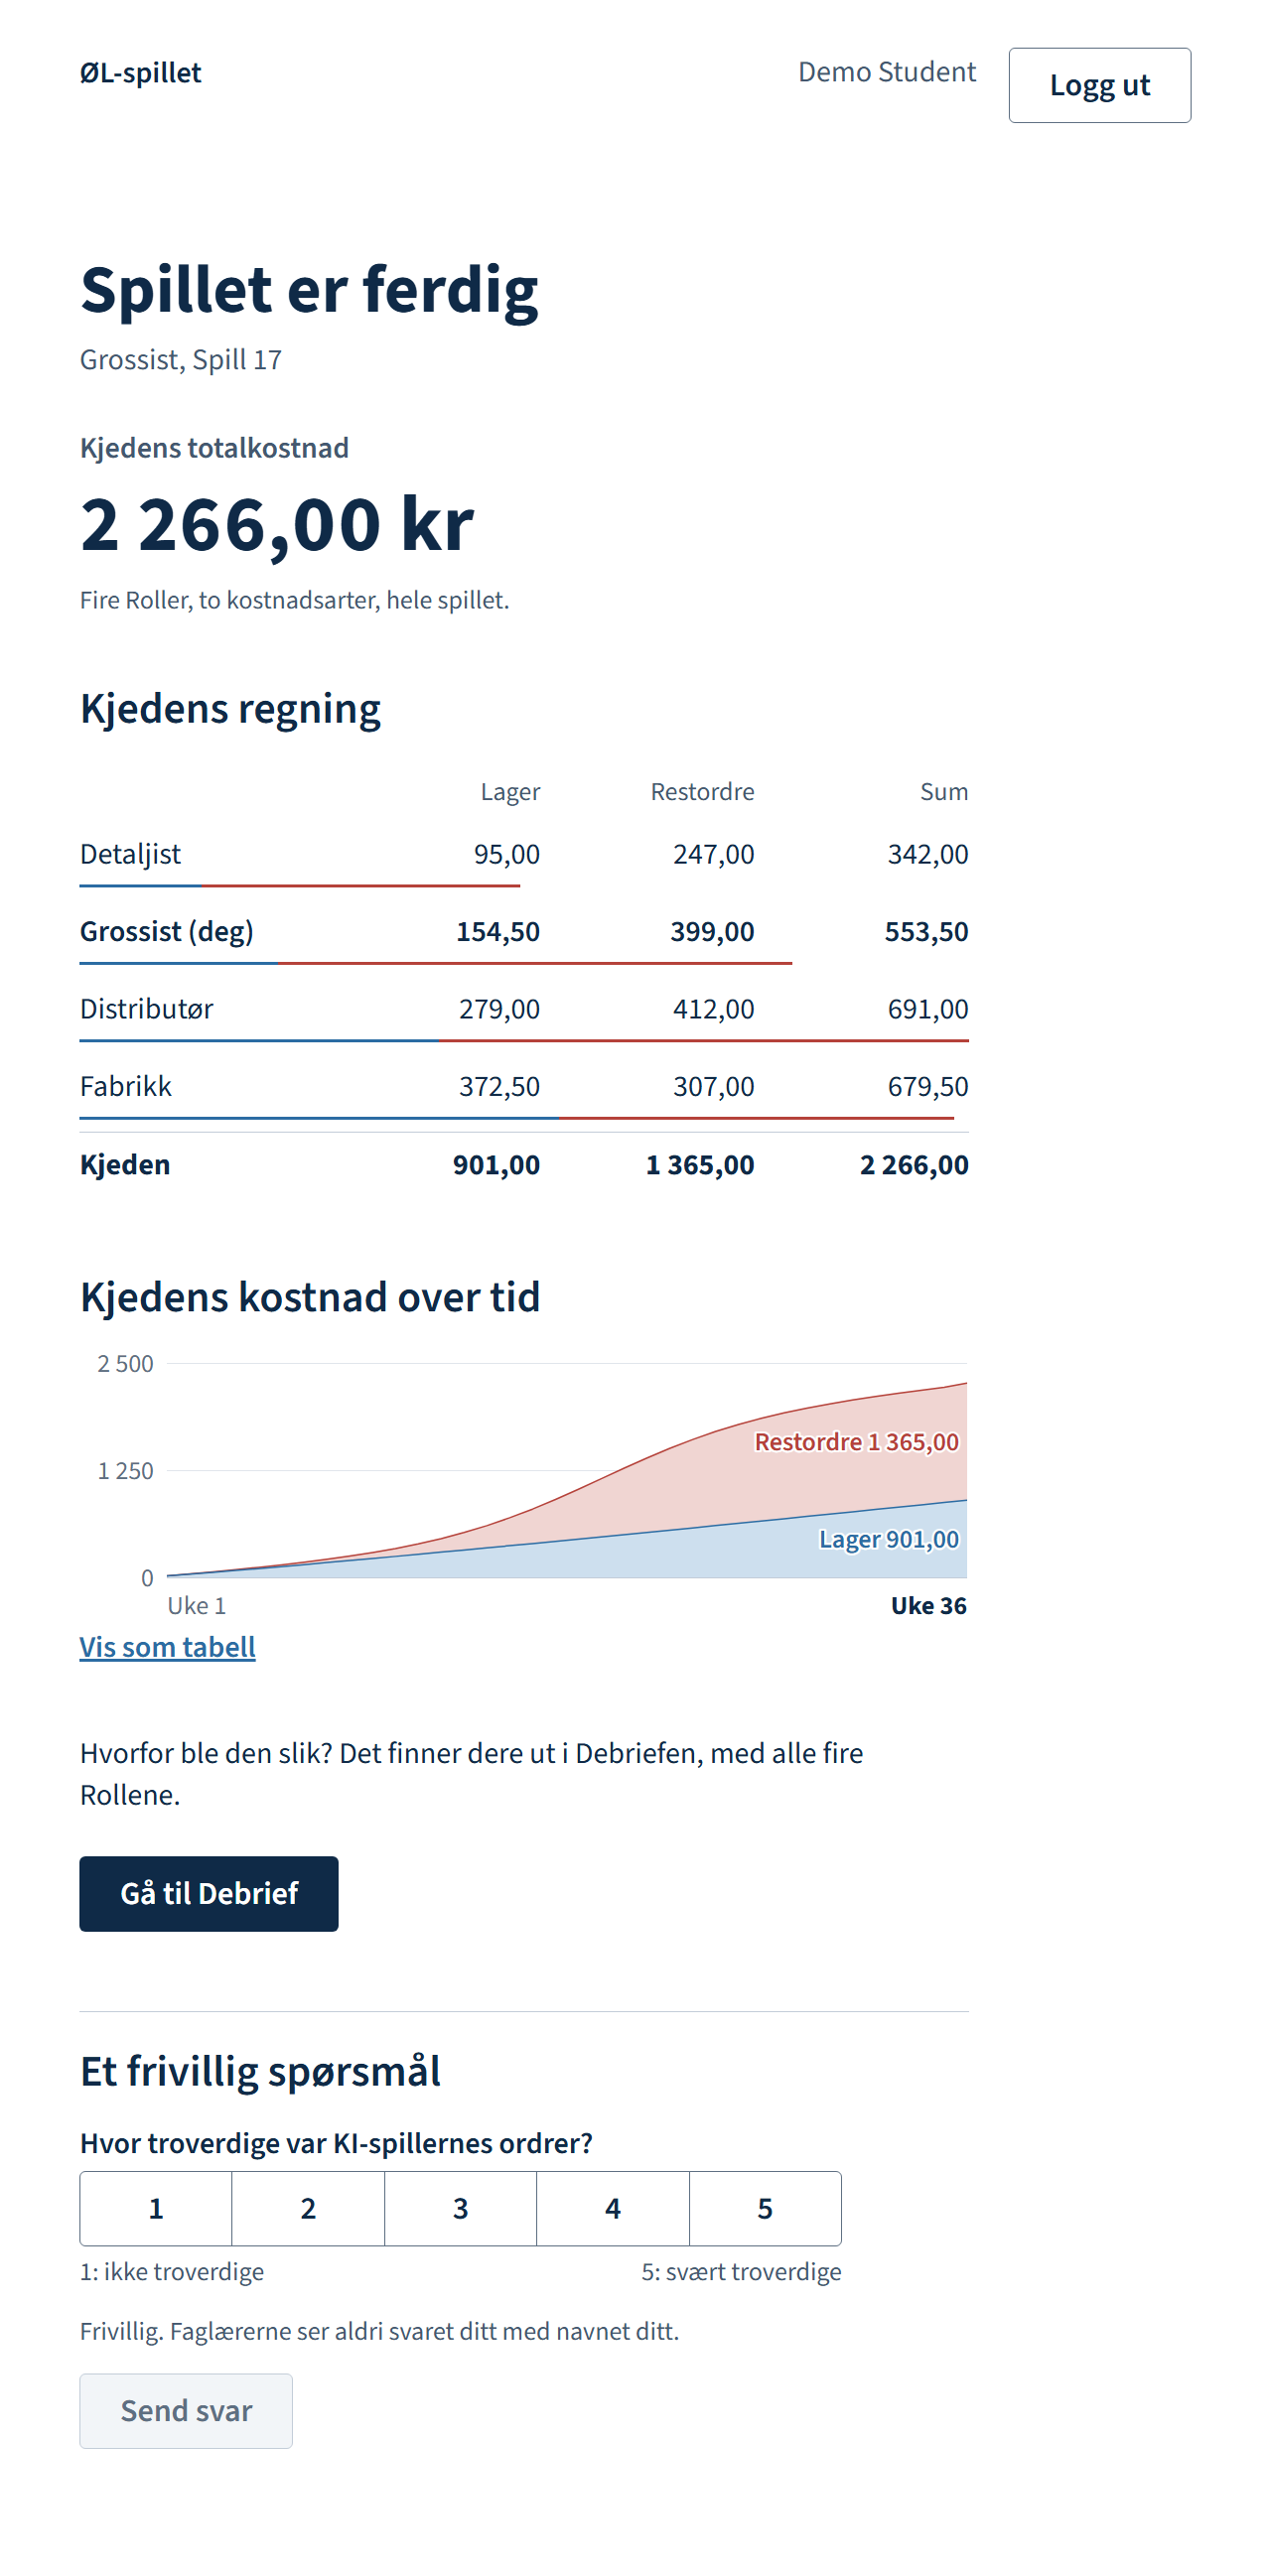 ØL-spillet Demo Student Logg ut
Spillet er ferdig
Grossist, Spill 17
Kjedens totalkostnad
2 266,00 kr
Fire Roller, to kostnadsarter, hele spillet.
Kjedens regning
Lager Restordre Sum
Detaljist 95,00 247,00 342,00
Grossist (deg) 154,50 399,00 553,50
Distributør 279,00 412,00 691,00
Fabrikk 372,50 307,00 679,50
Kjeden 901,00 1 365,00 2 266,00
Kjedens kostnad over tid
2 500
Restordre 1 365,00
1 250
Lager 901,00
0
Uke 1 Uke 36
Vis som tabell
Hvorfor ble den slik? Det finner dere ut i Debriefen, med alle fire
Rollene.
Gå til Debrief
Et frivillig spørsmål
Hvor troverdige var KI-spillernes ordrer?
1 2 3 4 5
1: ikke troverdige 5: svært troverdige
Frivillig. Faglærerne ser aldri svaret ditt med navnet ditt.
Send svar